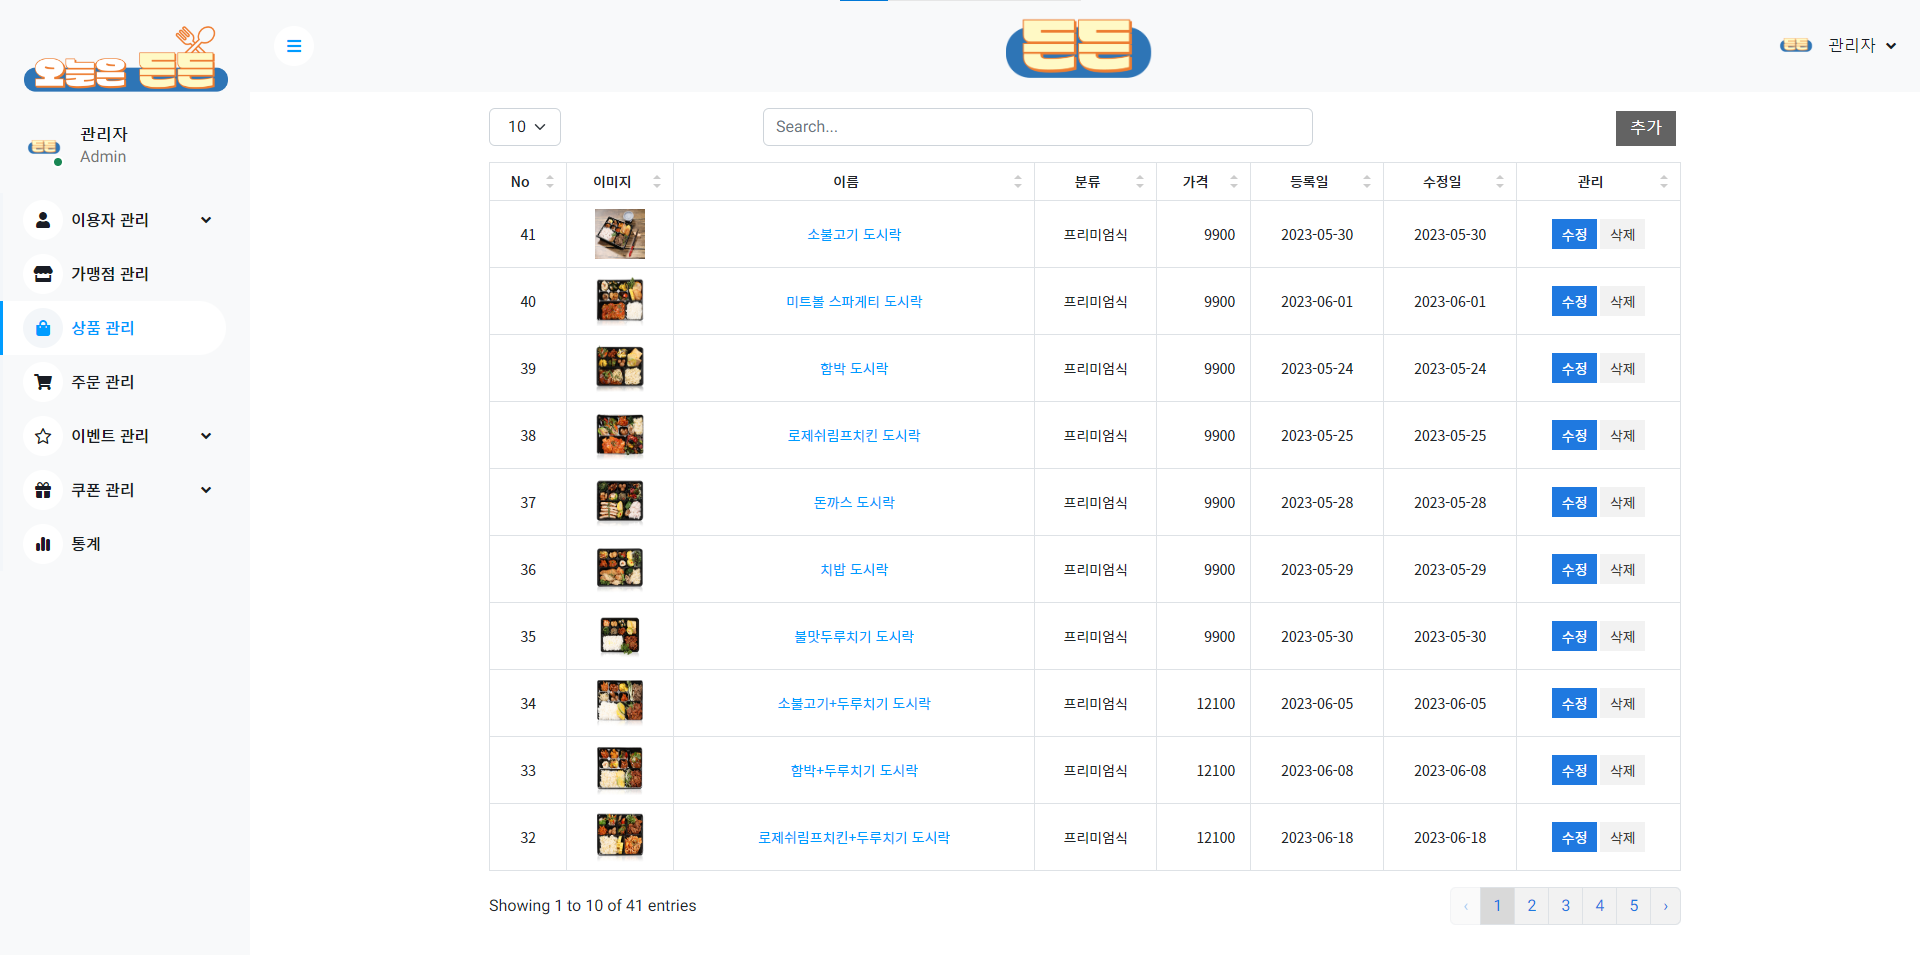 오늘은 든든
든든
관리자
관리자
Admin
이용자 관리
가맹점 관리
상품 관리
주문 관리
이벤트 관리
쿠폰 관리
통계
10 Search... 추가
No 이미지 이름 분류 가격 등록일 수정일 관리
41 소불고기 도시락 프리미엄식 9900 2023-05-30 2023-05-30 수정 삭제
40 미트볼 스파게티 도시락 프리미엄식 9900 2023-06-01 2023-06-01 수정 삭제
39 함박 도시락 프리미엄식 9900 2023-05-24 2023-05-24 수정 삭제
38 로제쉬림프치킨 도시락 프리미엄식 9900 2023-05-25 2023-05-25 수정 삭제
37 돈까스 도시락 프리미엄식 9900 2023-05-28 2023-05-28 수정 삭제
36 치밥 도시락 프리미엄식 9900 2023-05-29 2023-05-29 수정 삭제
35 불맛두루치기 도시락 프리미엄식 9900 2023-05-30 2023-05-30 수정 삭제
34 소불고기+두루치기 도시락 프리미엄식 12100 2023-06-05 2023-06-05 수정 삭제
33 함박+두루치기 도시락 프리미엄식 12100 2023-06-08 2023-06-08 수정 삭제
32 로제쉬림프치킨+두루치기 도시락 프리미엄식 12100 2023-06-18 2023-06-18 수정 삭제
Showing 1 to 10 of 41 entries ‹ 1 2 3 4 5 ›